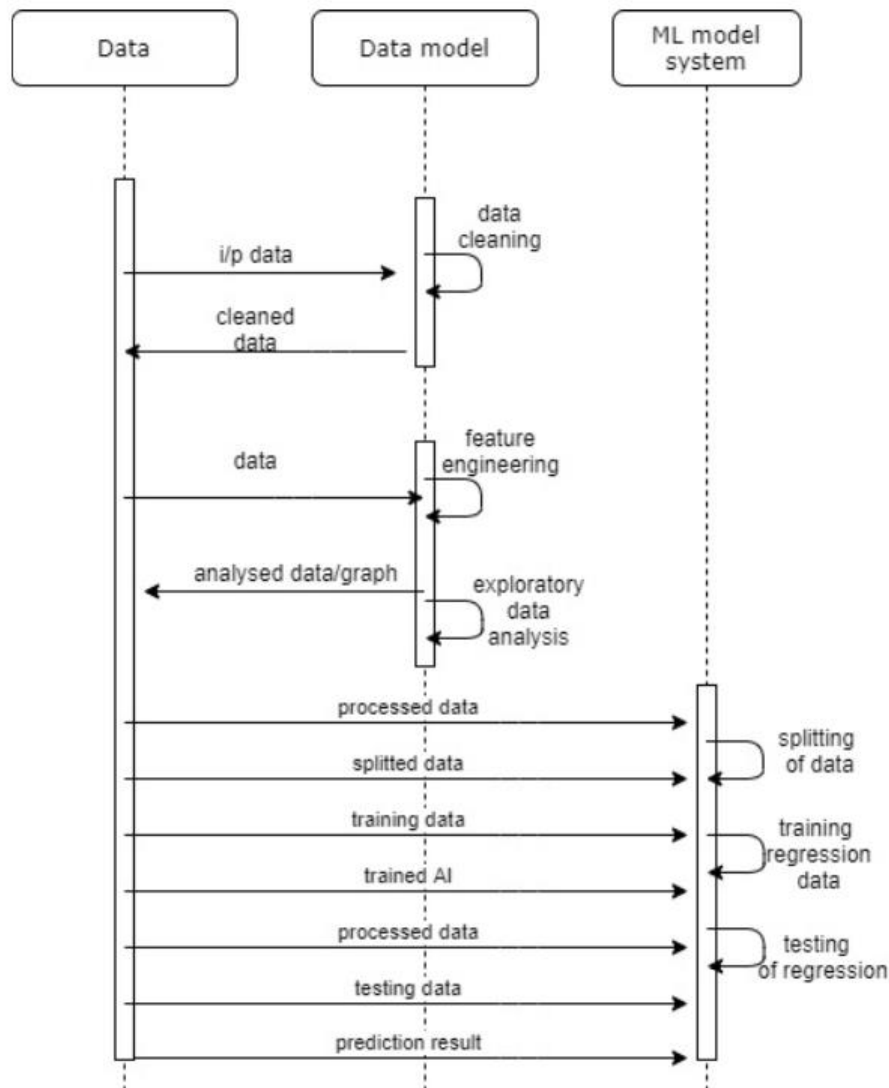 Data
Data model
ML model
system
data
cleaning
i/p data
cleaned
data
feature
engineering
data
analysed data/graph
exploratory
data
analysis
processed data
splitting
of data
splitted data
training data
training
regression
data
trained AI
processed data
testing
of regression
testing data
prediction result